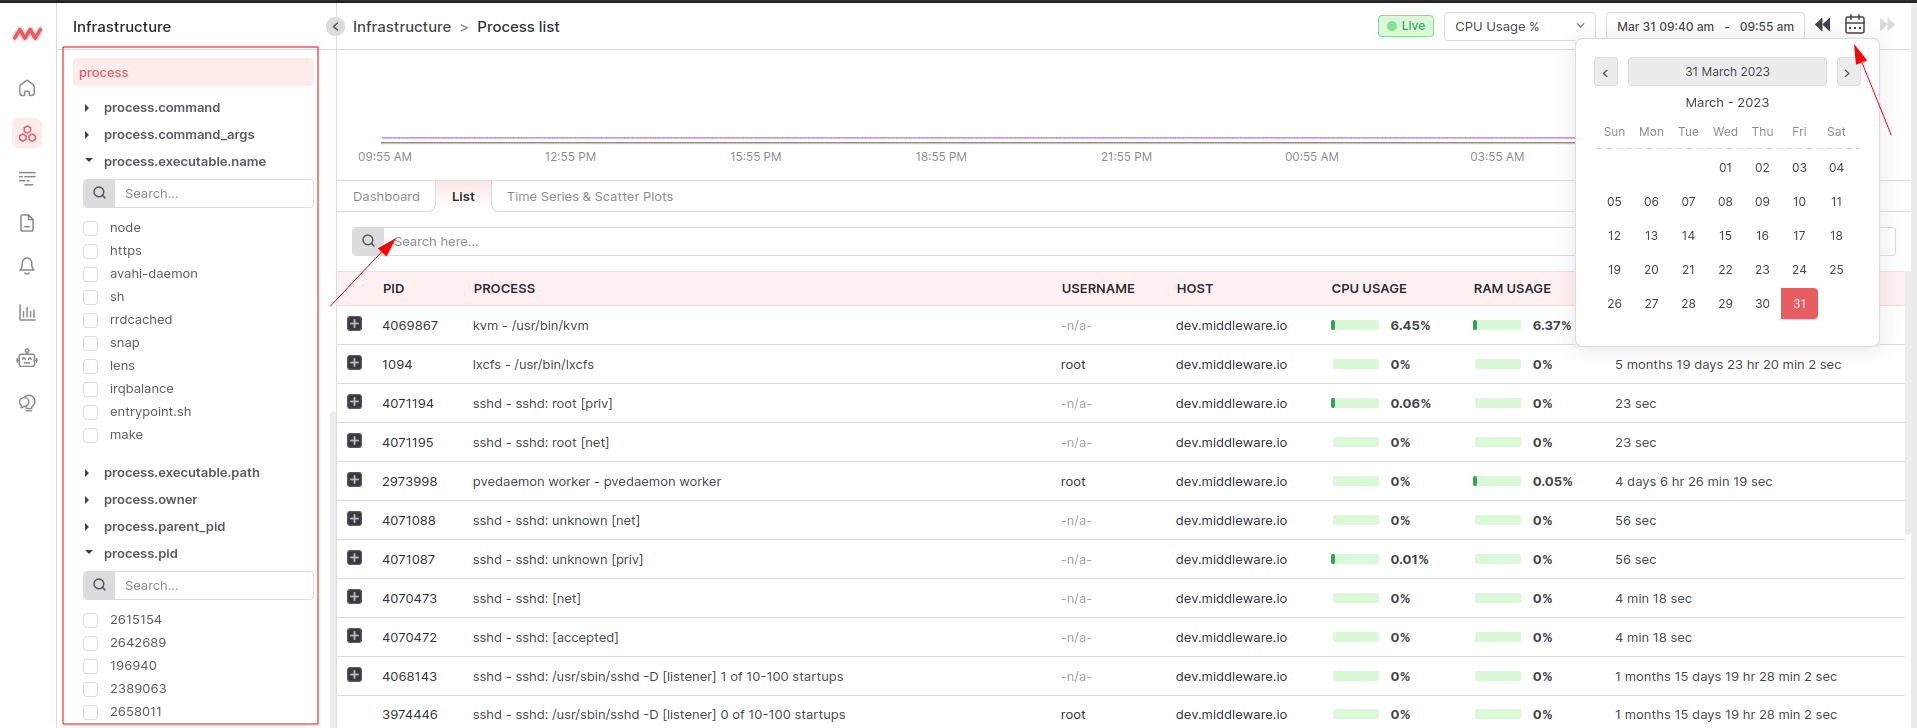 Infrastructure
process
process.command
process.command_args
process.executable.name
Search...
node
https
avahi-daemon
sh
rrdcached
snap
lens
irqbalance
entrypoint.sh
make
process.executable.path
process.owner
process.parent_pid
process.pid
Search...
2615154
2642689
196940
2389063
2658011
Infrastructure > Process list
Live
CPU Usage %
Mar 31 09:40 am - 09:55 am
09:55 AM 12:55 PM 15:55 PM 18:55 PM 21:55 PM 00:55 AM 03:55 AM
31 March 2023
March - 2023
Sun Mon Tue Wed Thu Fri Sat
01 02 03 04
05 06 07 08 09 10 11
12 13 14 15 16 17 18
19 20 21 22 23 24 25
26 27 28 29 30 31
Dashboard List Time Series & Scatter Plots
Search here...
PID PROCESS USERNAME HOST CPU USAGE RAM USAGE
4069867 kvm - /usr/bin/kvm -n/a- dev.middleware.io 6.45% 6.37%
1094 lxcfs - /usr/bin/lxcfs root dev.middleware.io 0% 0% 5 months 19 days 23 hr 20 min 2 sec
4071194 sshd - sshd: root [priv] -n/a- dev.middleware.io 0.06% 0% 23 sec
4071195 sshd - sshd: root [net] -n/a- dev.middleware.io 0% 0% 23 sec
2973998 pvedaemon worker - pvedaemon worker root dev.middleware.io 0% 0.05% 4 days 6 hr 26 min 19 sec
4071088 sshd - sshd: unknown [net] -n/a- dev.middleware.io 0% 0% 56 sec
4071087 sshd - sshd: unknown [priv] -n/a- dev.middleware.io 0.01% 0% 56 sec
4070473 sshd - sshd: [net] -n/a- dev.middleware.io 0% 0% 4 min 18 sec
4070472 sshd - sshd: [accepted] -n/a- dev.middleware.io 0% 0% 4 min 18 sec
4068143 sshd - sshd: /usr/sbin/sshd -D [listener] 1 of 10-100 startups -n/a- dev.middleware.io 0% 0% 1 months 15 days 19 hr 28 min 2 sec
3974446 sshd - sshd: /usr/sbin/sshd -D [listener] 0 of 10-100 startups root dev.middleware.io 0% 0% 1 months 15 days 19 hr 28 min 2 sec